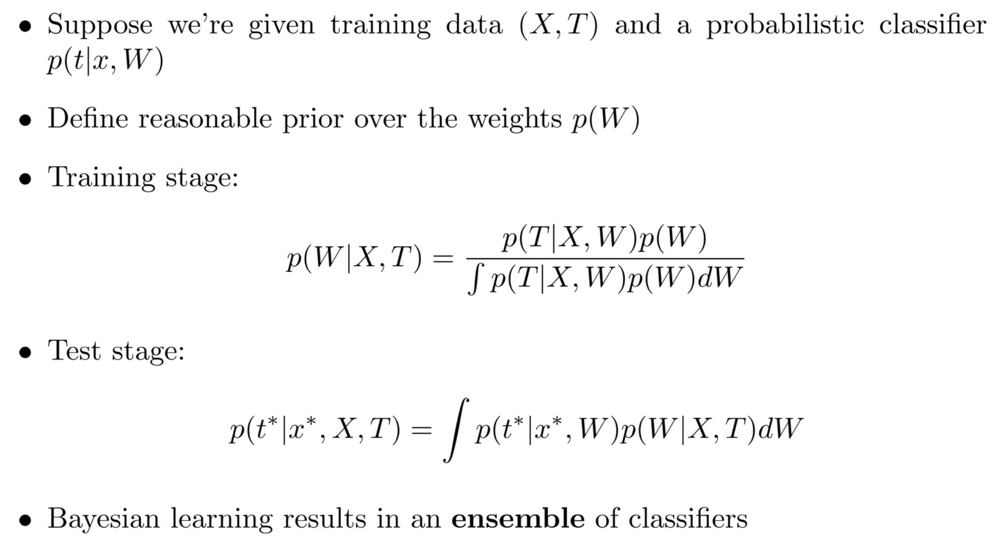 • Suppose we're given training data (X, T) and a probabilistic classifier
p(t|x, W)
• Define reasonable prior over the weights p(W)
• Training stage:
p(W|X, T) = \frac{p(T|X, W)p(W)}{\int p(T|X, W)p(W)dW}
• Test stage:
p(t^*|x^*, X, T) = \int p(t^*|x^*, W)p(W|X, T)dW
• Bayesian learning results in an ensemble of classifiers